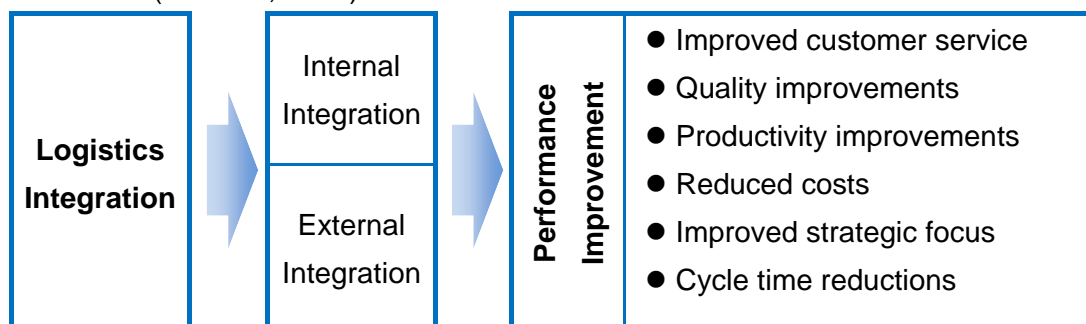 Logistics
Integration
Internal
Integration
External
Integration
Performance
Improvement
● Improved customer service
● Quality improvements
● Productivity improvements
● Reduced costs
● Improved strategic focus
● Cycle time reductions